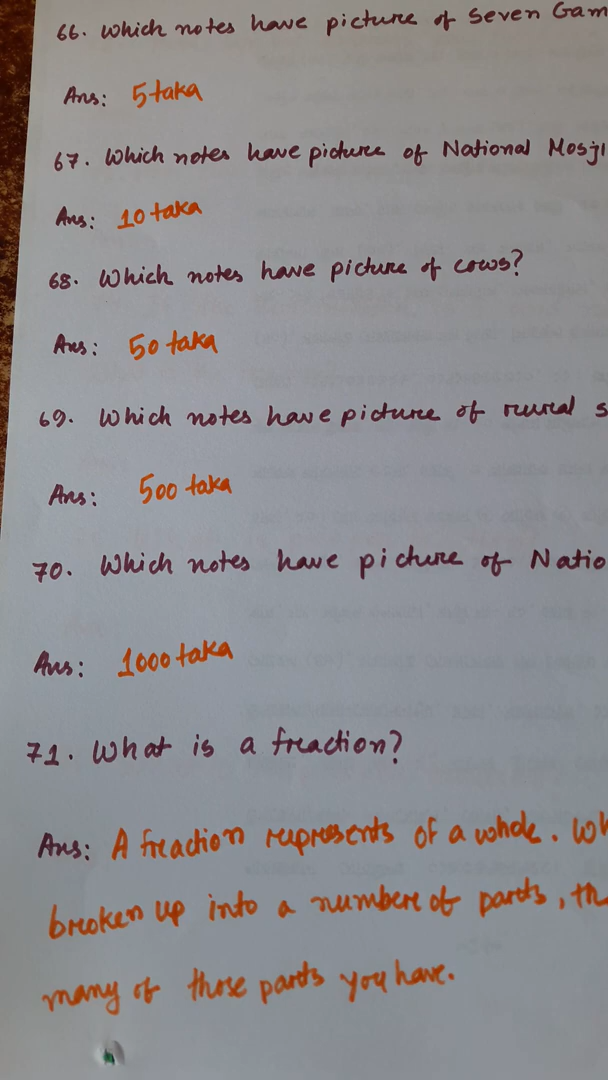 66. Which notes have picture of Seven Gam
Ans: 5 taka
67. Which notes have picture of National Mosji
Ans: 10 taka
68. Which notes have picture of cows?
Ans: 50 taka
69. Which notes have picture of rural s
Ans: 500 taka
70. Which notes have picture of Natio
Ans: 1000 taka
71. What is a fraction?
Ans: A fraction represents of a whole. Wh
broken up into a number of parts, th
many of those parts you have.